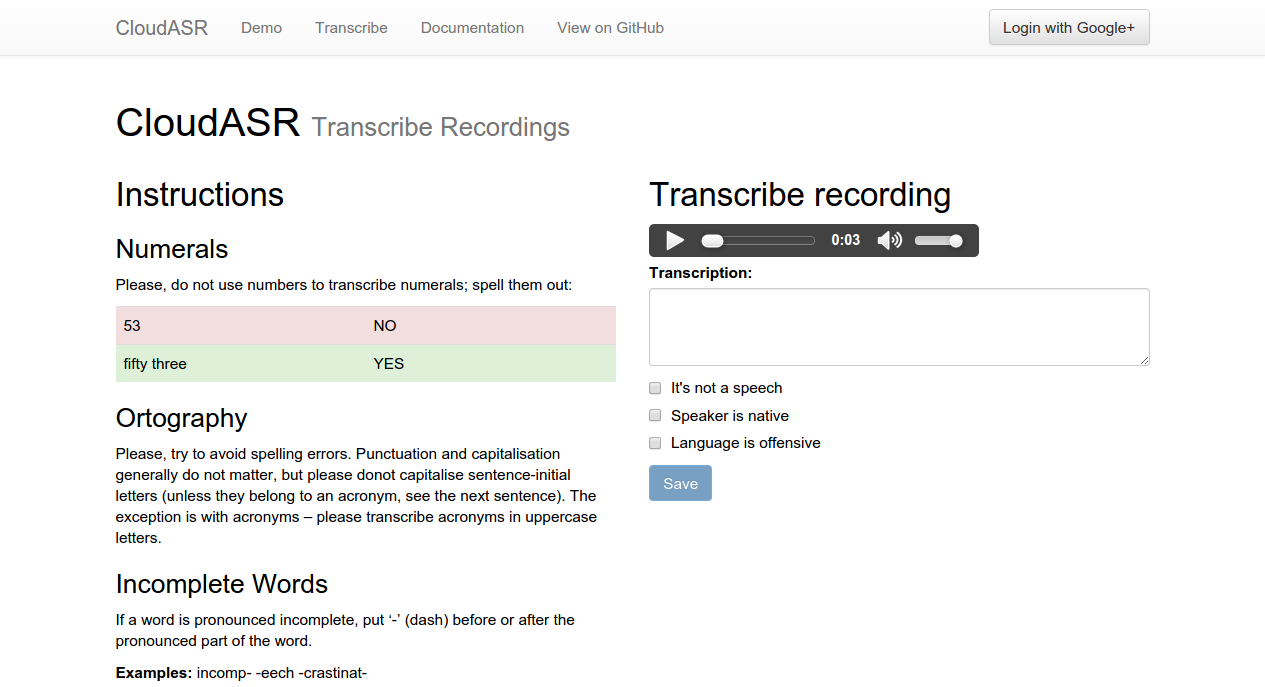 CloudASR Demo Transcribe Documentation View on GitHub Login with Google+
CloudASR Transcribe Recordings
Instructions
Numerals
Please, do not use numbers to transcribe numerals; spell them out:
53 NO
fifty three YES
Ortography
Please, try to avoid spelling errors. Punctuation and capitalisation
generally do not matter, but please donot capitalise sentence-initial
letters (unless they belong to an acronym, see the next sentence). The
exception is with acronyms – please transcribe acronyms in uppercase
letters.
Incomplete Words
If a word is pronounced incomplete, put ‘-’ (dash) before or after the
pronounced part of the word.
Examples: incomp- -eech -crastinat-
Transcribe recording
0:03
Transcription:
It's not a speech
Speaker is native
Language is offensive
Save